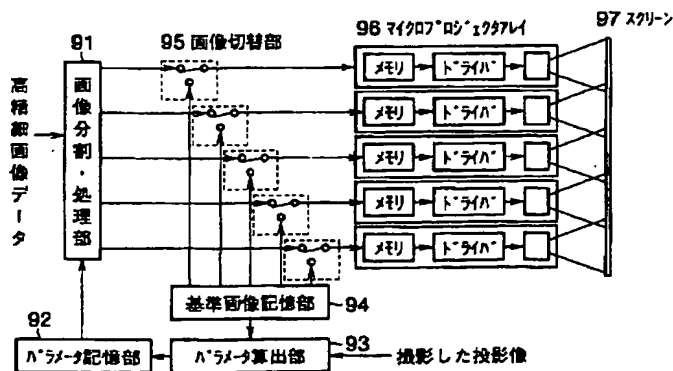 91
95 画像切替部
96 マイクロプロジェクタアレイ
97 スクリーン
高精細画像データ
画像分割・処理部
メモリ
ドライバ
メモリ
ドライバ
メモリ
ドライバ
メモリ
ドライバ
メモリ
ドライバ
基準画像記憶部
94
92
93
パラメータ記憶部
パラメータ算出部
撮影した投影像